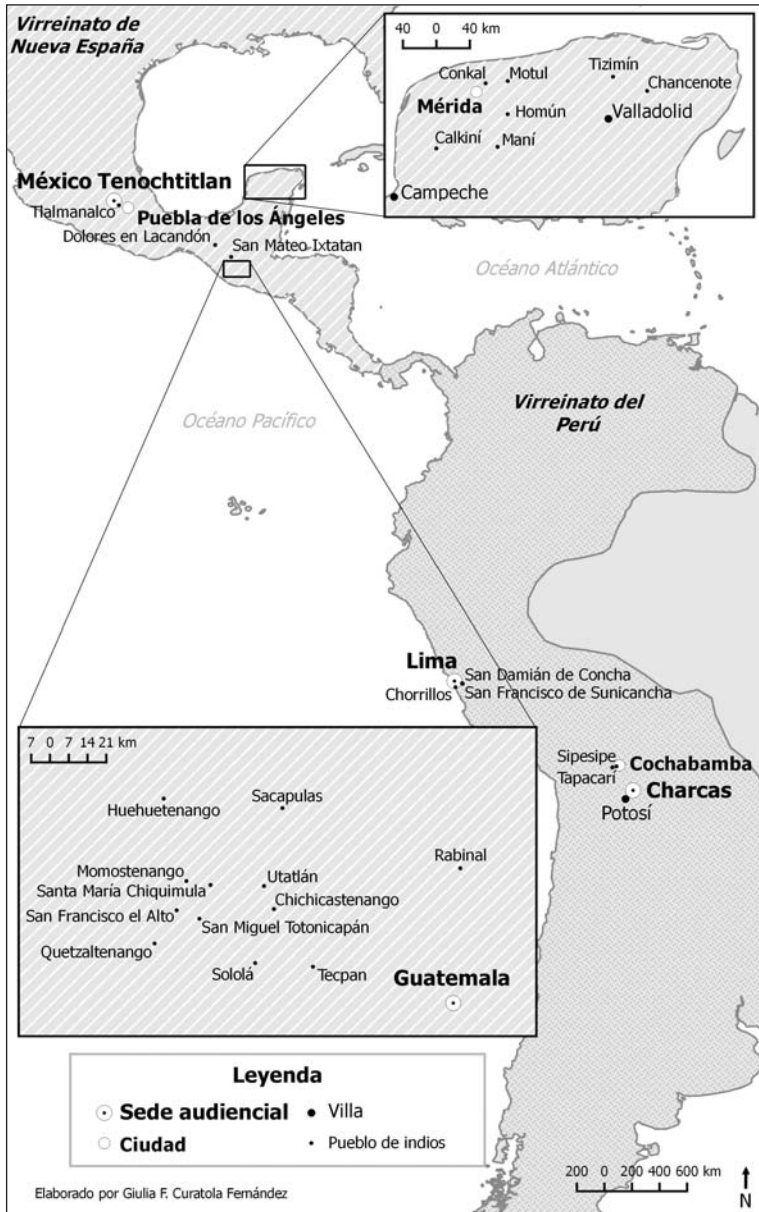 Virreinato de
Nueva España
40 0 40 km
Conkal
Motul
Tizimín
Chancenote
Mérida
Homún
Valladolid
Calkiní
Maní
Campeche
México Tenochtitlan
Tlalmanalco
Puebla de los Ángeles
Dolores en Lacandón
San Mateo Ixtatan
Océano Atlántico
Océano Pacífico
Virreinato del
Perú
Lima
San Damián de Concha
Chorrillos
San Francisco de Sunicancha
Sipesipe
Cochabamba
Tapacarí
Charcas
Potosí
7 0 7 14 21 km
Huehuetenango
Sacapulas
Rabinal
Momostenango
Utatlán
Santa María Chiquimula
Chichicastenango
San Francisco el Alto
San Miguel Totonicapán
Quetzaltenango
Sololá
Tecpan
Guatemala
Leyenda
Sede audiencial
Villa
Ciudad
Pueblo de indios
200 0 200 400 600 km
N
Elaborado por Giulia F. Curatola Fernández